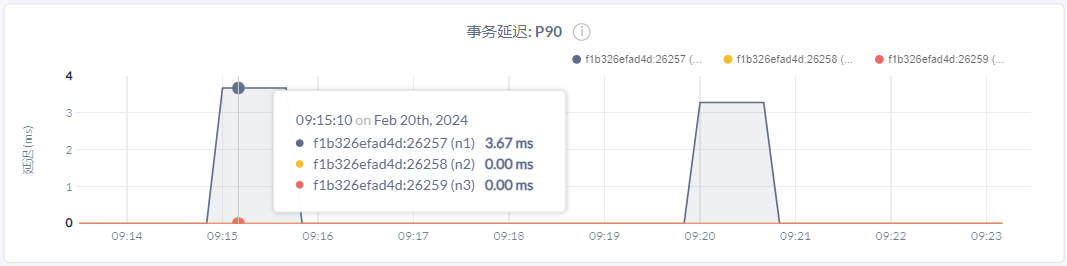 事务延迟: P90 i
f1b326efad4d:26257 (... f1b326efad4d:26258 (... f1b326efad4d:26259 (...
4
3
2
1
0
延迟 (ms)
09:15:10 on Feb 20th, 2024
f1b326efad4d:26257 (n1) 3.67 ms
f1b326efad4d:26258 (n2) 0.00 ms
f1b326efad4d:26259 (n3) 0.00 ms
09:14 09:15 09:16 09:17 09:18 09:19 09:20 09:21 09:22 09:23